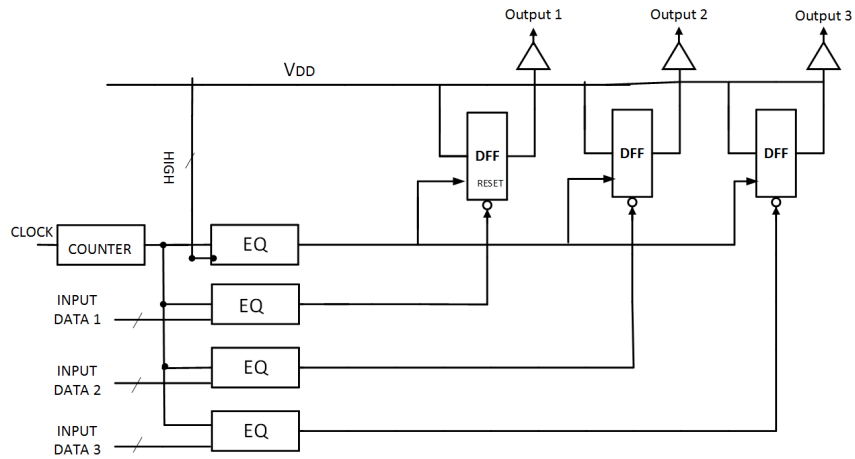 Output 1
Output 2
Output 3
VDD
HIGH
DFF
RESET
DFF
DFF
CLOCK
COUNTER
EQ
INPUT
DATA 1
EQ
INPUT
DATA 2
EQ
INPUT
DATA 3
EQ